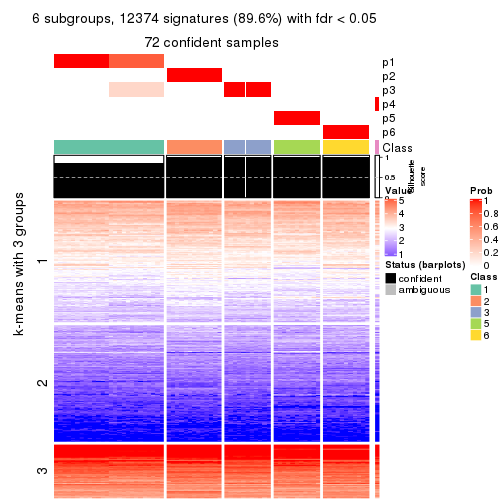 6 subgroups, 12374 signatures (89.6%) with fdr < 0.05
72 confident samples
p1
p2
p3
p4
p5
p6
Class
1
0.5
0
Silhouette
score
k-means with 3 groups
1
2
3
Value
5
4
3
2
1
Status (barplots)
confident
ambiguous
Prob
1
0.8
0.6
0.4
0.2
0
Class
1
2
3
5
6